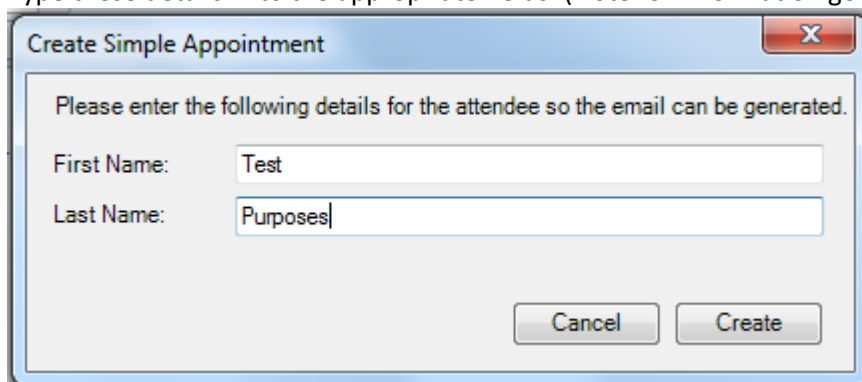 Create Simple Appointment
Please enter the following details for the attendee so the email can be generated.
First Name: Test
Last Name: Purposes
Cancel Create